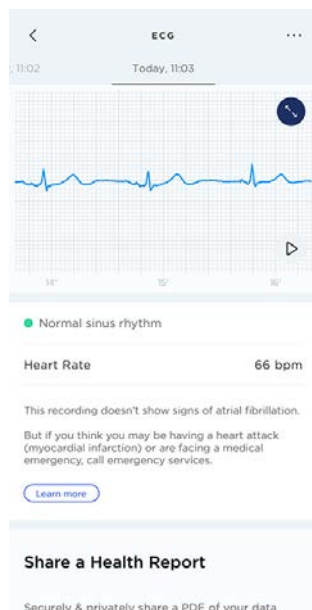 ECG
11:02
Today, 11:03
14"
15"
16"
Normal sinus rhythm
Heart Rate 66 bpm
This recording doesn't show signs of atrial fibrillation.
But if you think you may be having a heart attack
(myocardial infarction) or are facing a medical
emergency, call emergency services.
Learn more
Share a Health Report
Securely & privately share a PDF of your data